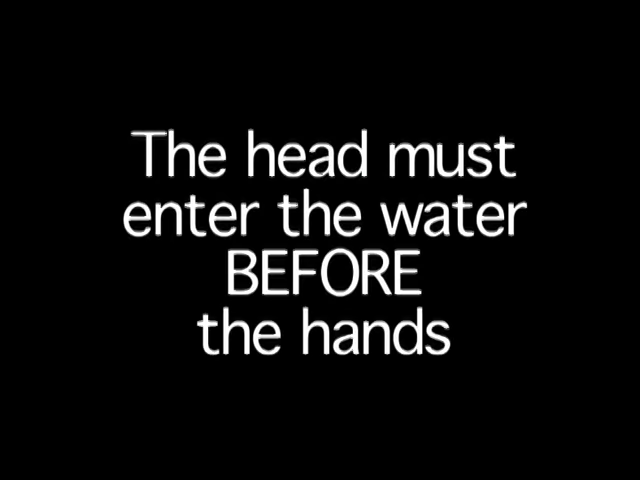 The head must
enter the water
BEFORE
the hands